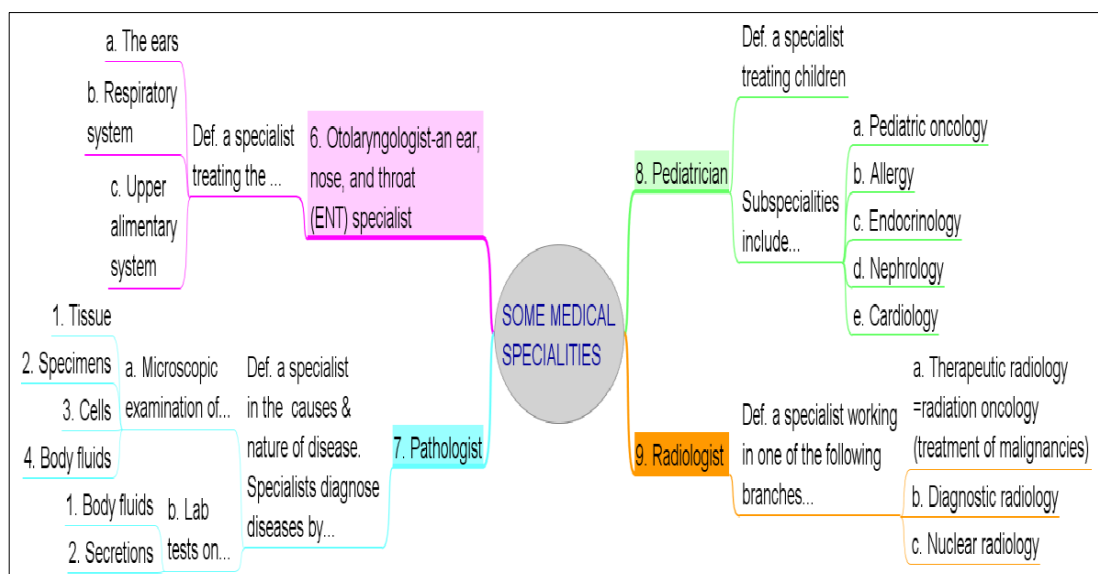 SOME MEDICAL
SPECIALITIES
6. Otolaryngologist-an ear,
nose, and throat
(ENT) specialist
Def. a specialist
treating the ...
a. The ears
b. Respiratory
system
c. Upper
alimentary
system
7. Pathologist
Def. a specialist
in the causes &
nature of disease.
Specialists diagnose
diseases by...
a. Microscopic
examination of...
1. Tissue
2. Specimens
3. Cells
4. Body fluids
b. Lab
tests on...
1. Body fluids
2. Secretions
8. Pediatrician
Def. a specialist
treating children
Subspecialities
include...
a. Pediatric oncology
b. Allergy
c. Endocrinology
d. Nephrology
e. Cardiology
9. Radiologist
Def. a specialist working
in one of the following
branches...
a. Therapeutic radiology
=radiation oncology
(treatment of malignancies)
b. Diagnostic radiology
c. Nuclear radiology